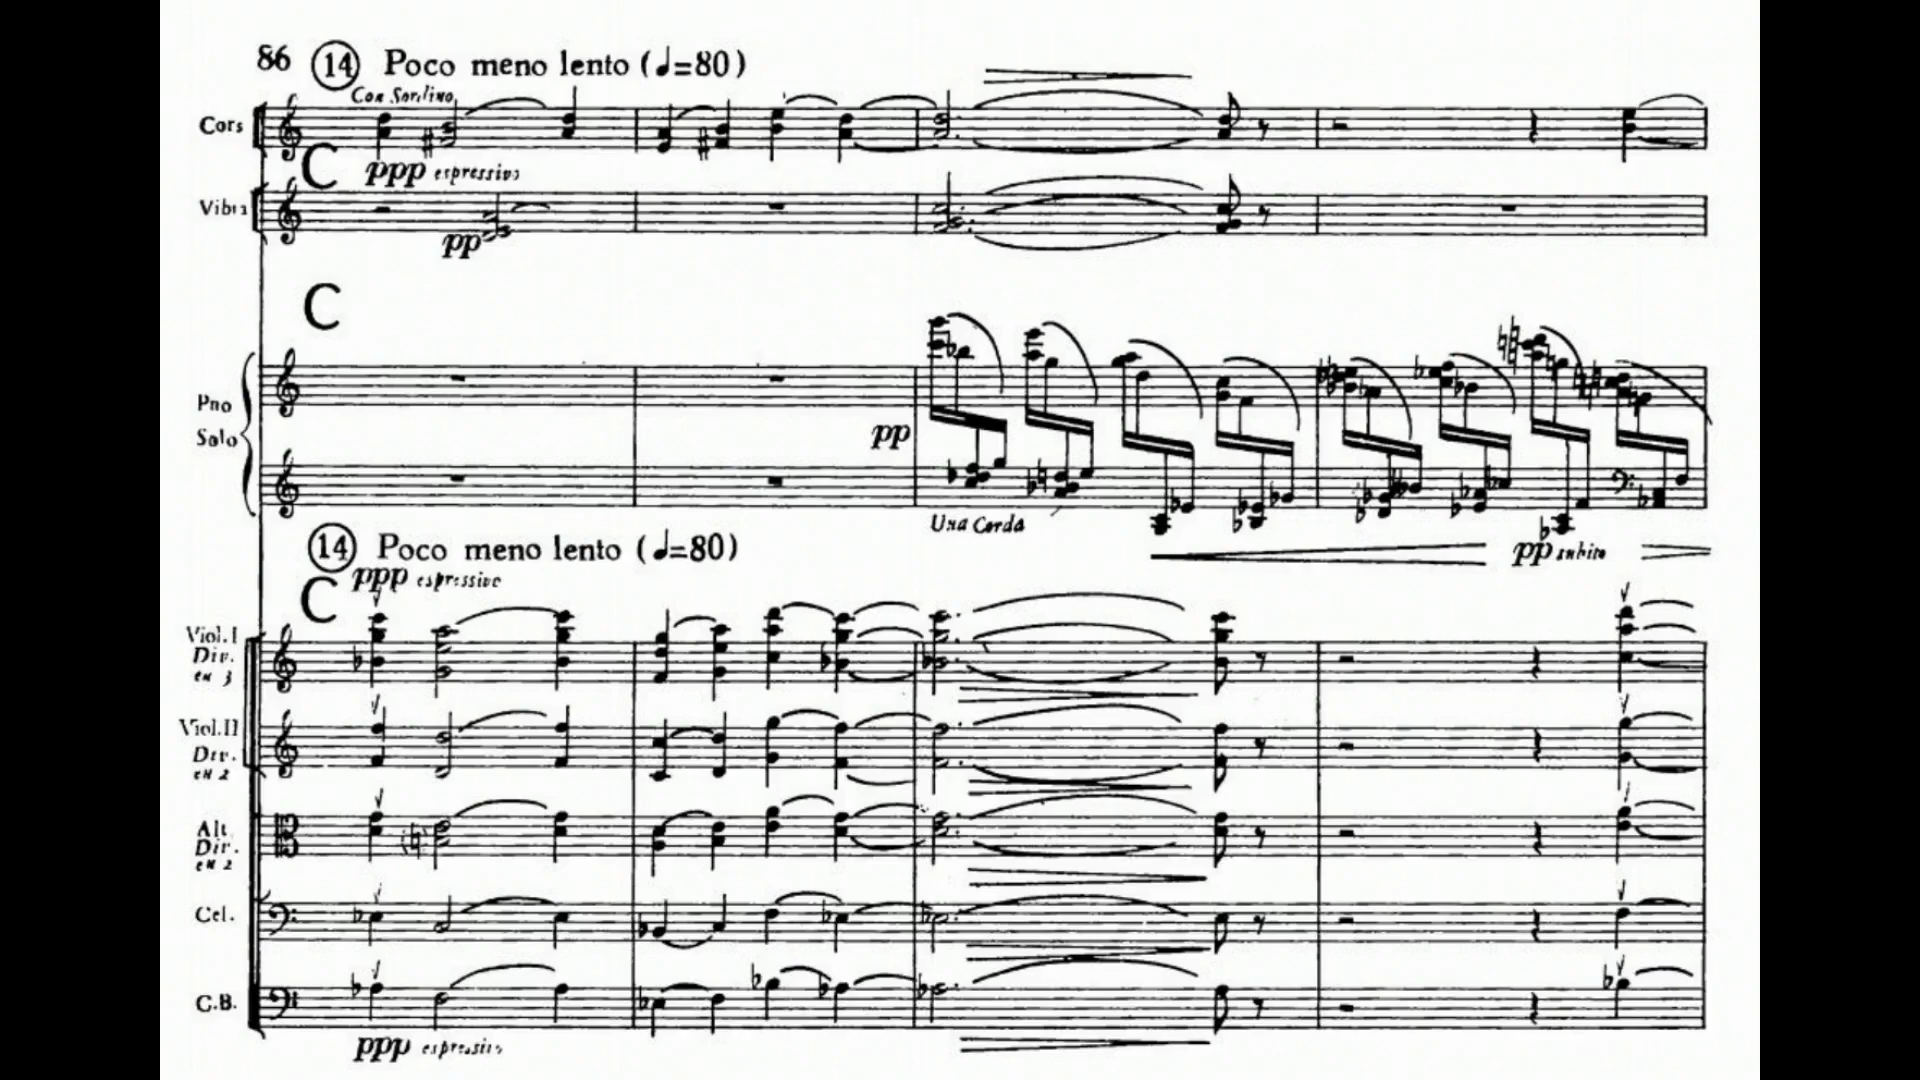 86 14 Poco meno lento (♩=80)
Con Sordino
Cors
C
ppp espressivo
Vibra
pp
C
Pno
Solo
pp
Una Corda
pp subito
14 Poco meno lento (♩=80)
C ppp espressivo
Viol. I
Div.
en 3
Viol. II
Div.
en 2
Alt.
Div.
en 2
Cel.
C.B.
ppp espressivo